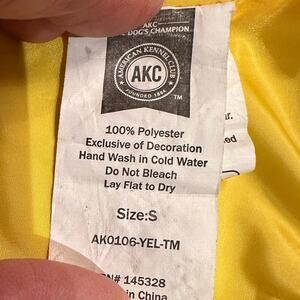 AKC
DOG'S CHAMPION
AMERICAN KENNEL CLUB
AKC
FOUNDED 1884
TM
100% Polyester
Exclusive of Decoration
Hand Wash in Cold Water
Do Not Bleach
Lay Flat to Dry
Size:S
AK0106-YEL-TM
N# 145328
in China